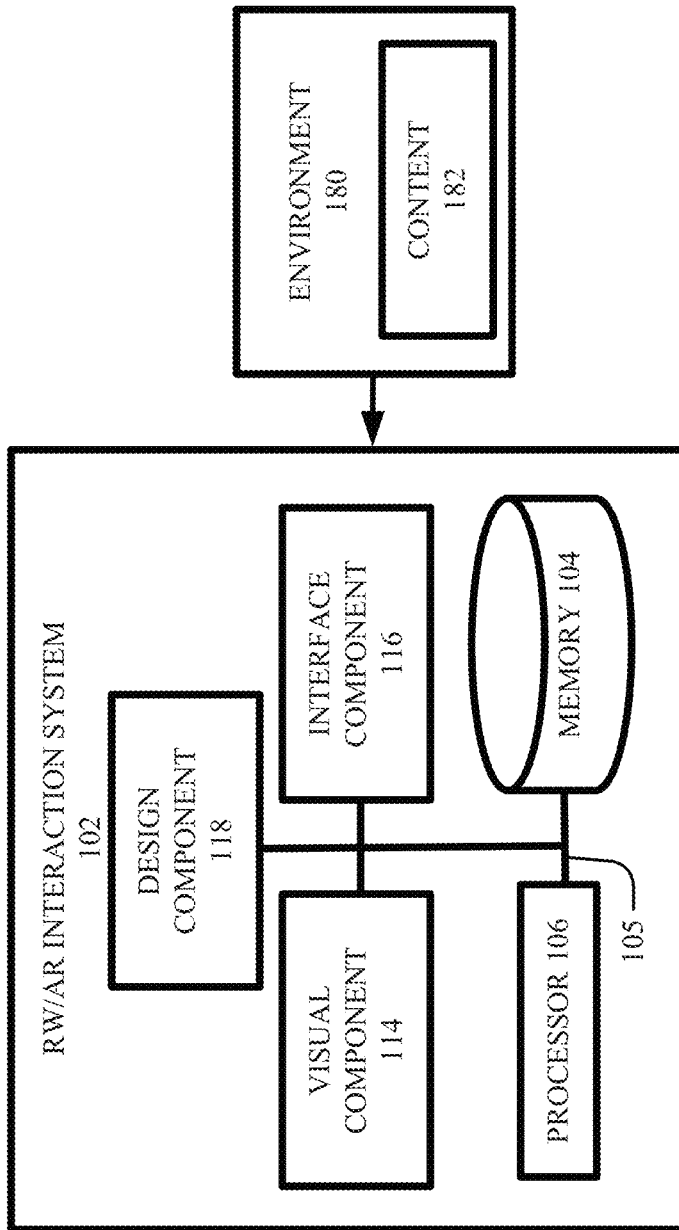 RW/AR INTERACTION SYSTEM
102
DESIGN
COMPONENT
118
VISUAL
COMPONENT
114
INTERFACE
COMPONENT
116
PROCESSOR 106
MEMORY 104
105
ENVIRONMENT
180
CONTENT
182